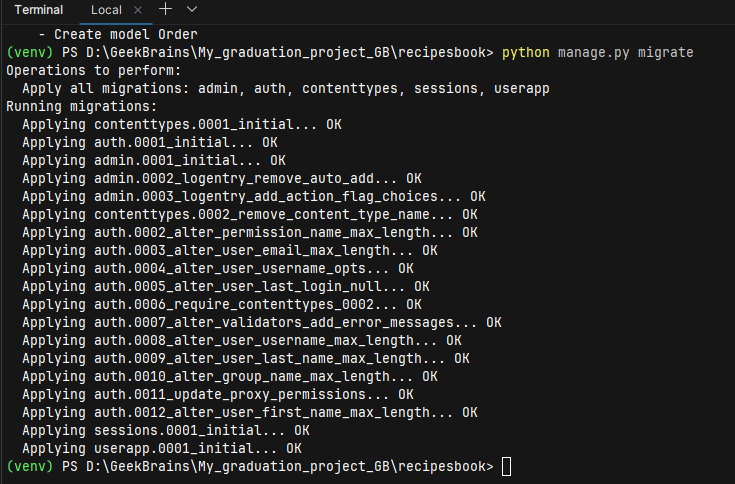 Terminal Local × +
- Create model Order
(venv) PS D:\GeekBrains\My_graduation_project_GB\recipesbook> python manage.py migrate
Operations to perform:
Apply all migrations: admin, auth, contenttypes, sessions, userapp
Running migrations:
Applying contenttypes.0001_initial... OK
Applying auth.0001_initial... OK
Applying admin.0001_initial... OK
Applying admin.0002_logentry_remove_auto_add... OK
Applying admin.0003_logentry_add_action_flag_choices... OK
Applying contenttypes.0002_remove_content_type_name... OK
Applying auth.0002_alter_permission_name_max_length... OK
Applying auth.0003_alter_user_email_max_length... OK
Applying auth.0004_alter_user_username_opts... OK
Applying auth.0005_alter_user_last_login_null... OK
Applying auth.0006_require_contenttypes_0002... OK
Applying auth.0007_alter_validators_add_error_messages... OK
Applying auth.0008_alter_user_username_max_length... OK
Applying auth.0009_alter_user_last_name_max_length... OK
Applying auth.0010_alter_group_name_max_length... OK
Applying auth.0011_update_proxy_permissions... OK
Applying auth.0012_alter_user_first_name_max_length... OK
Applying sessions.0001_initial... OK
Applying userapp.0001_initial... OK
(venv) PS D:\GeekBrains\My_graduation_project_GB\recipesbook>